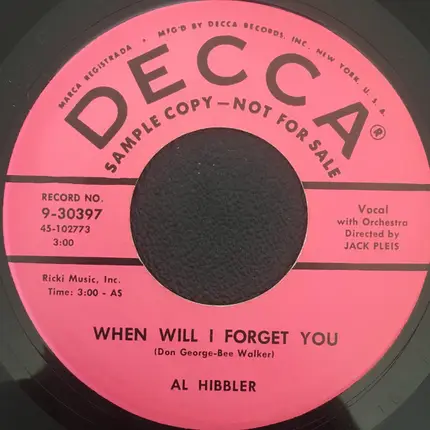 MARCA REGISTRADA • MFG'D BY DECCA RECORDS, INC., NEW YORK, U.S.A.
DECCA®
SAMPLE COPY—NOT FOR SALE
RECORD NO.
9-30397
45-102773
3:00
Vocal
with Orchestra
Directed by
JACK PLEIS
Ricki Music, Inc.
Time: 3:00 - AS
WHEN WILL I FORGET YOU
(Don George-Bee Walker)
AL HIBBLER